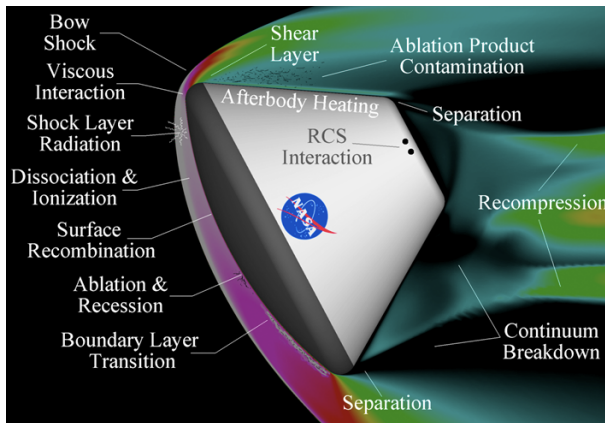 Bow
Shock
Shear
Layer
Ablation Product
Contamination
Viscous
Interaction
Afterbody Heating
Separation
Shock Layer
Radiation
RCS
Interaction
Dissociation &
Ionization
Recompression
NASA
Surface
Recombination
Ablation &
Recession
Boundary Layer
Transition
Continuum
Breakdown
Separation